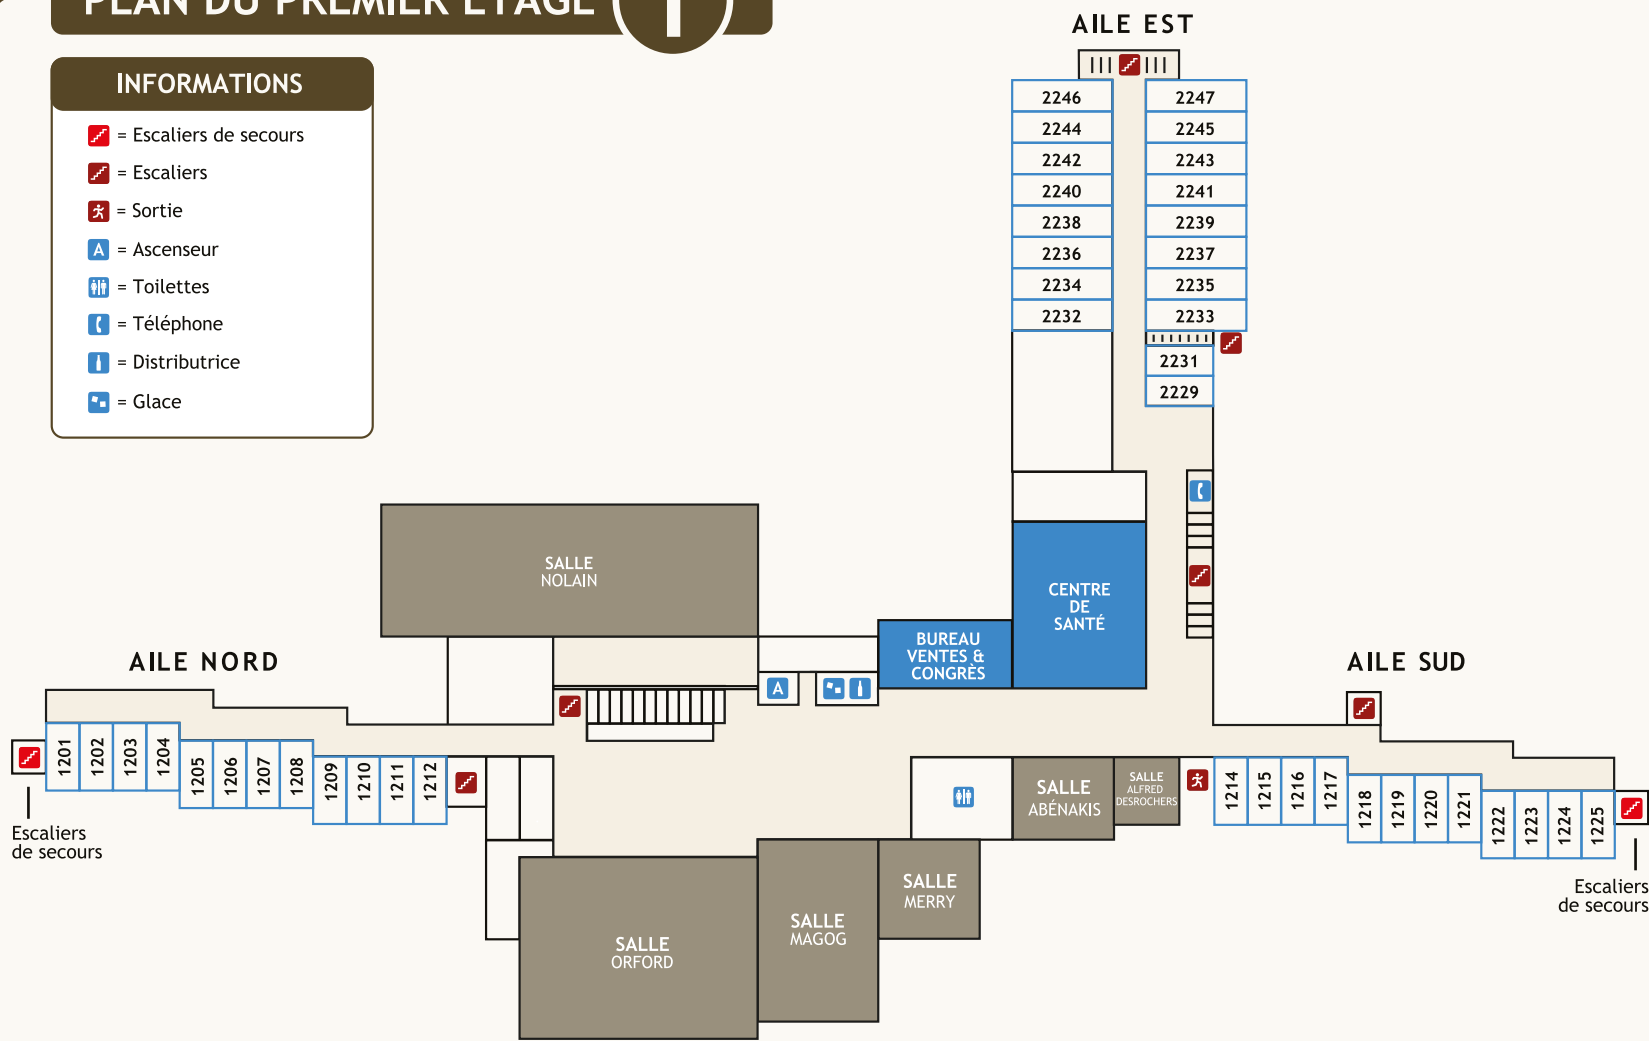 PLAN DU PREMIER ÉTAGE 1
INFORMATIONS
= Escaliers de secours
= Escaliers
= Sortie
A = Ascenseur
= Toilettes
= Téléphone
= Distributrice
= Glace
AILE EST
2246 2247
2244 2245
2242 2243
2240 2241
2238 2239
2236 2237
2234 2235
2232 2233
2231
2229
SALLE
NOLAIN
CENTRE
DE
SANTÉ
BUREAU
VENTES &
CONGRÈS
A
AILE NORD
1201 1202 1203 1204 1205 1206 1207 1208 1209 1210 1211 1212
Escaliers
de secours
AILE SUD
1214 1215 1216 1217 1218 1219 1220 1221 1222 1223 1224 1225
Escaliers
de secours
SALLE
ABÉNAKIS
SALLE
ALFRED
DESROCHERS
SALLE
MERRY
SALLE
MAGOG
SALLE
ORFORD